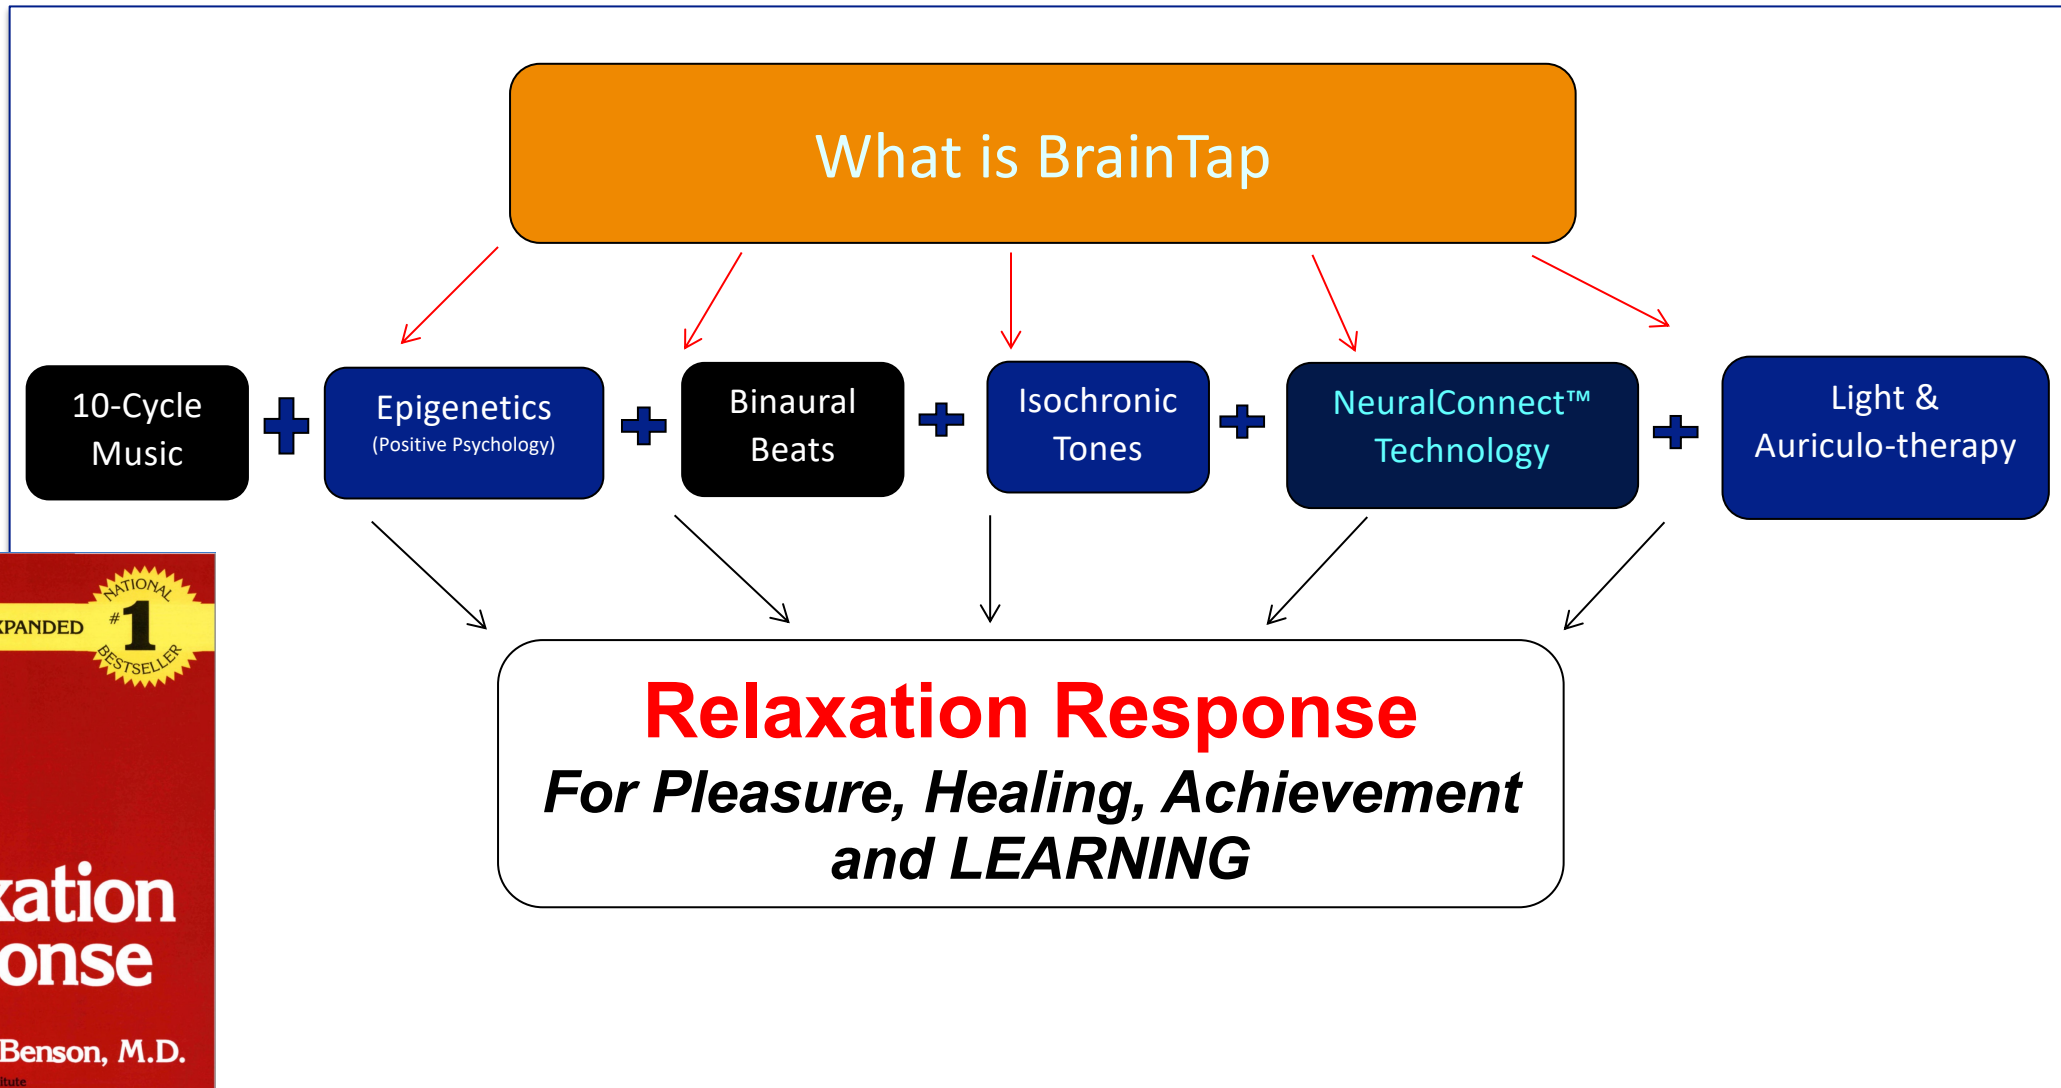 What is BrainTap
10-Cycle
Music
Epigenetics
(Positive Psychology)
Binaural
Beats
Isochronic
Tones
NeuralConnect™
Technology
Light &
Auriculo-therapy
Relaxation Response
For Pleasure, Healing, Achievement
and LEARNING
XPANDED
NATIONAL
#1
BESTSELLER
xation
onse
Benson, M.D.
itute